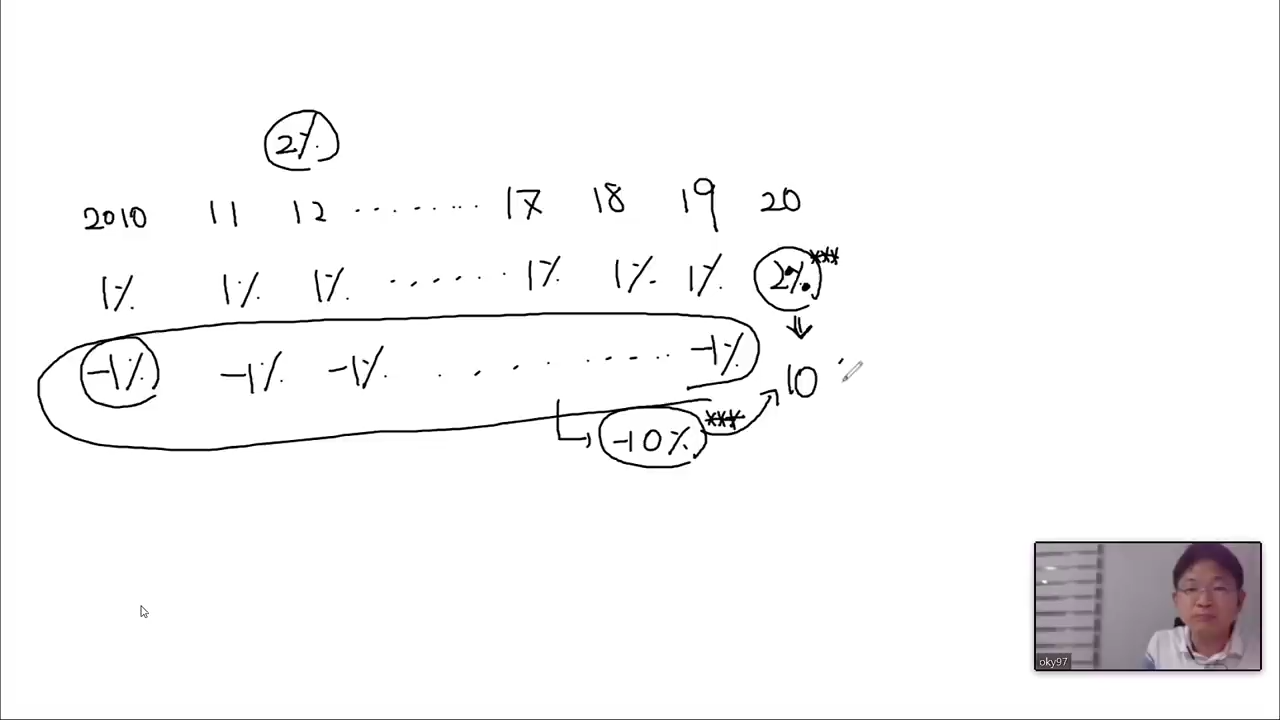 2%
2010 11 12 ........ 17 18 19 20
1% 1% 1% ...... 1% 1% 1% 2% ***
-1% -1% -1% ........ -1%
10
-10% ***
oky97